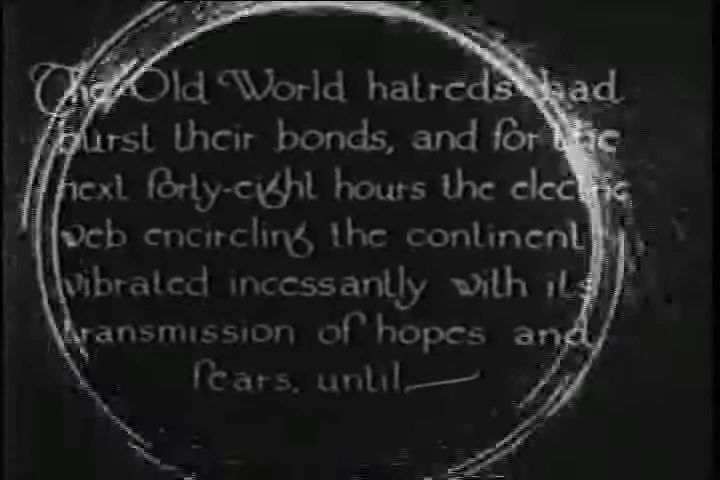 The Old World hatreds had
burst their bonds, and for the
next forty-eight hours the electric
web encircling the continent
vibrated incessantly with its
transmission of hopes and
fears, until